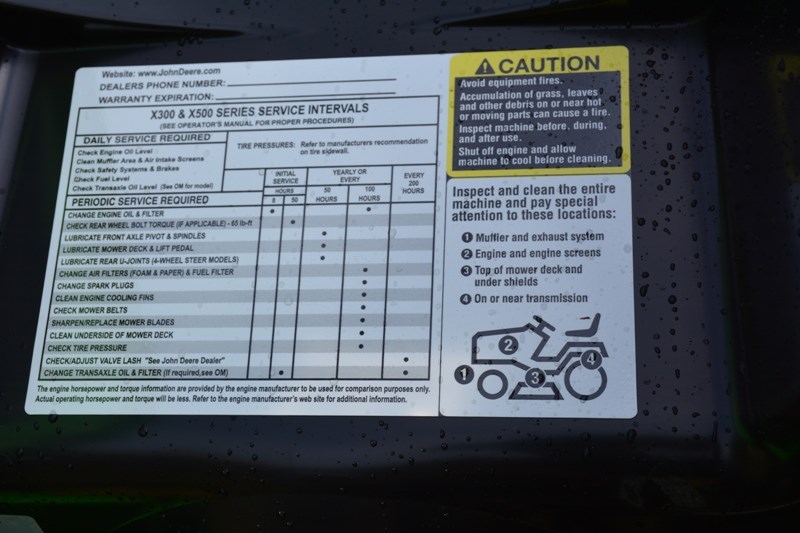 Website: www.JohnDeere.com
DEALERS PHONE NUMBER:
WARRANTY EXPIRATION:
X300 & X500 SERIES SERVICE INTERVALS
(SEE OPERATOR'S MANUAL FOR PROPER PROCEDURES)
DAILY SERVICE REQUIRED
Check Engine Oil Level
Clean Muffler Area & Air Intake Screens
Check Safety Systems & Brakes
Check Fuel Level
Check Transaxle Oil Level (See OM for model)
TIRE PRESSURES: Refer to manufacturers recommendation
on tire sidewall.
PERIODIC SERVICE REQUIRED
INITIAL
SERVICE
HOURS
8 50
YEARLY OR
EVERY
50
HOURS
100
HOURS
EVERY
200
HOURS
CHANGE ENGINE OIL & FILTER
CHECK REAR WHEEL BOLT TORQUE (IF APPLICABLE) - 65 lb-ft
LUBRICATE FRONT AXLE PIVOT & SPINDLES
LUBRICATE MOWER DECK & LIFT PEDAL
LUBRICATE REAR U-JOINTS (4-WHEEL STEER MODELS)
CHANGE AIR FILTERS (FOAM & PAPER) & FUEL FILTER
CHANGE SPARK PLUGS
CLEAN ENGINE COOLING FINS
CHECK MOWER BELTS
SHARPEN/REPLACE MOWER BLADES
CLEAN UNDERSIDE OF MOWER DECK
CHECK TIRE PRESSURE
CHECK/ADJUST VALVE LASH "See John Deere Dealer"
CHANGE TRANSAXLE OIL & FILTER (If required,see OM)
The engine horsepower and torque information are provided by the engine manufacturer to be used for comparison purposes only.
Actual operating horsepower and torque will be less. Refer to the engine manufacturer's web site for additional information.
CAUTION
Avoid equipment fires.
Accumulation of grass, leaves
and other debris on or near hot
or moving parts can cause a fire.
Inspect machine before, during,
and after use.
Shut off engine and allow
machine to cool before cleaning.
Inspect and clean the entire
machine and pay special
attention to these locations:
1 Muffler and exhaust system
2 Engine and engine screens
3 Top of mower deck and
under shields
4 On or near transmission
2
4
1
3